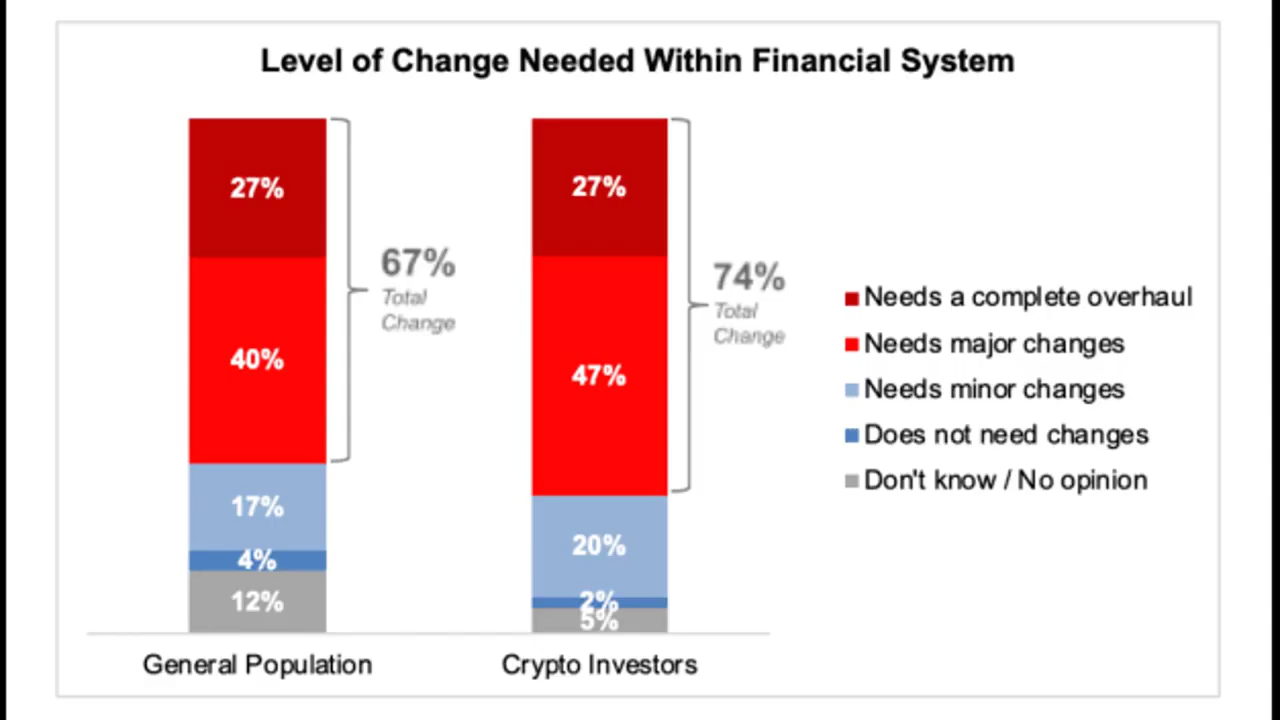 Level of Change Needed Within Financial System
27%
40%
17%
4%
12%
67%
Total
Change
27%
47%
20%
2%
5%
74%
Total
Change
Needs a complete overhaul
Needs major changes
Needs minor changes
Does not need changes
Don't know / No opinion
General Population
Crypto Investors